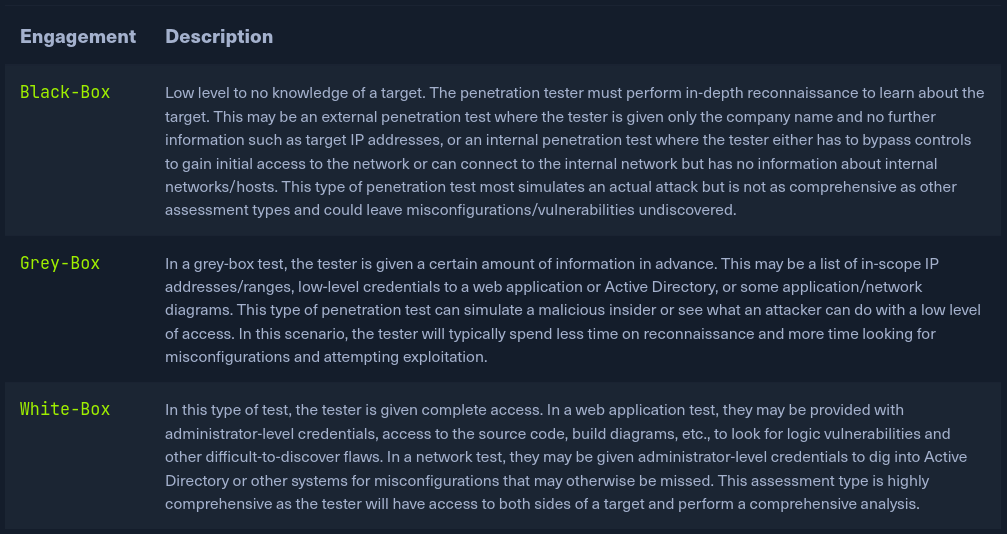 Engagement Description
Black-Box
Low level to no knowledge of a target. The penetration tester must perform in-depth reconnaissance to learn about the
target. This may be an external penetration test where the tester is given only the company name and no further
information such as target IP addresses, or an internal penetration test where the tester either has to bypass controls
to gain initial access to the network or can connect to the internal network but has no information about internal
networks/hosts. This type of penetration test most simulates an actual attack but is not as comprehensive as other
assessment types and could leave misconfigurations/vulnerabilities undiscovered.
Grey-Box
In a grey-box test, the tester is given a certain amount of information in advance. This may be a list of in-scope IP
addresses/ranges, low-level credentials to a web application or Active Directory, or some application/network
diagrams. This type of penetration test can simulate a malicious insider or see what an attacker can do with a low level
of access. In this scenario, the tester will typically spend less time on reconnaissance and more time looking for
misconfigurations and attempting exploitation.
White-Box
In this type of test, the tester is given complete access. In a web application test, they may be provided with
administrator-level credentials, access to the source code, build diagrams, etc., to look for logic vulnerabilities and
other difficult-to-discover flaws. In a network test, they may be given administrator-level credentials to dig into Active
Directory or other systems for misconfigurations that may otherwise be missed. This assessment type is highly
comprehensive as the tester will have access to both sides of a target and perform a comprehensive analysis.